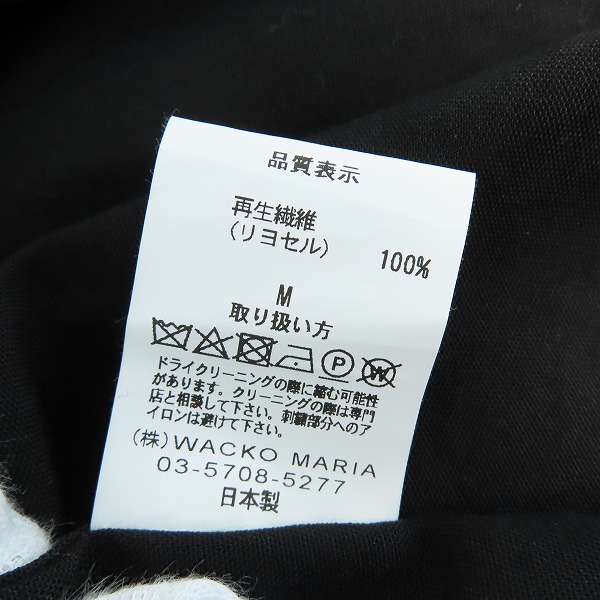 品質表示
再生繊維
(リヨセル)
100%
M
取り扱い方
P
W
ドライクリーニングの際に縮む可能性
があります。クリーニングの際は専門
店と相談して下さい。刺繍部分へのア
イロンは避けて下さい。
(株)WACKO MARIA
03-5708-5277
日本製